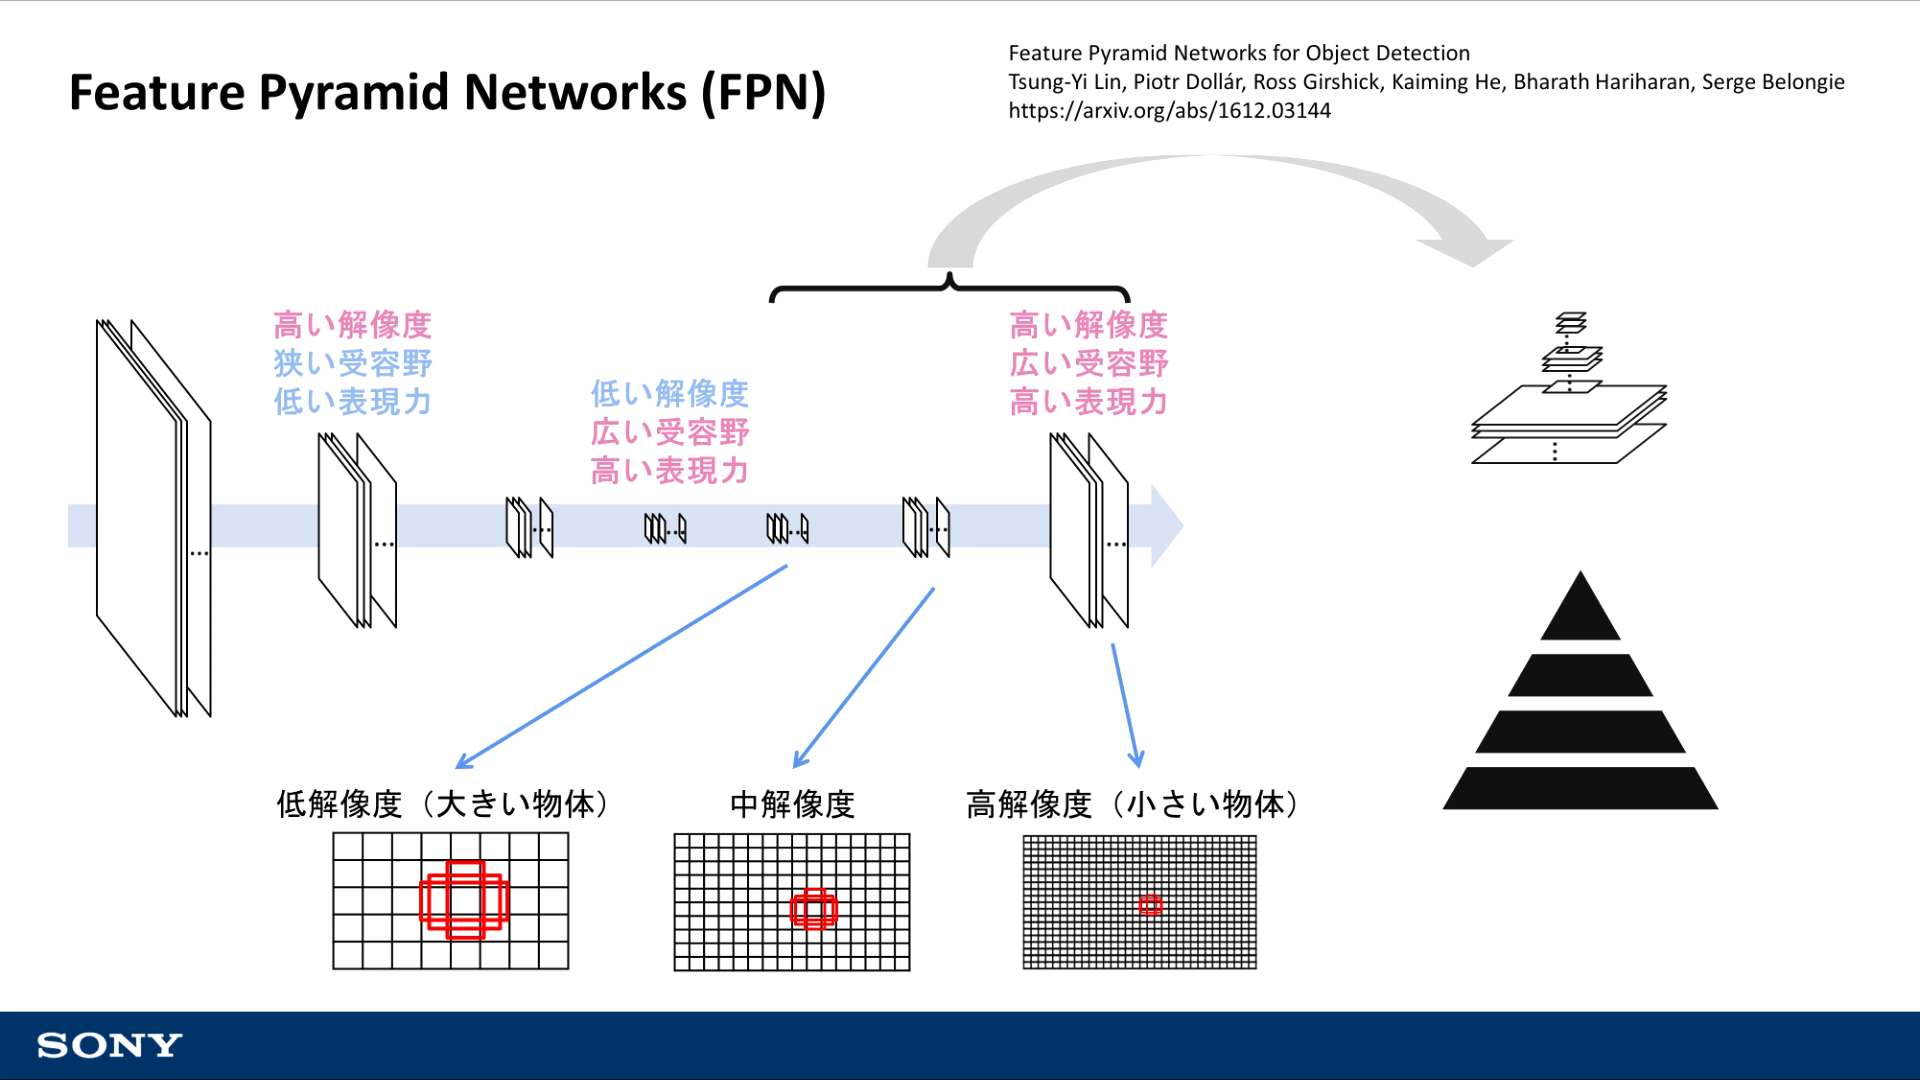 Feature Pyramid Networks (FPN)
Feature Pyramid Networks for Object Detection
Tsung-Yi Lin, Piotr Dollár, Ross Girshick, Kaiming He, Bharath Hariharan, Serge Belongie
https://arxiv.org/abs/1612.03144
高い解像度
狭い受容野
低い表現力
低い解像度
広い受容野
高い表現力
高い解像度
広い受容野
高い表現力
低解像度（大きい物体）
中解像度
高解像度（小さい物体）
SONY